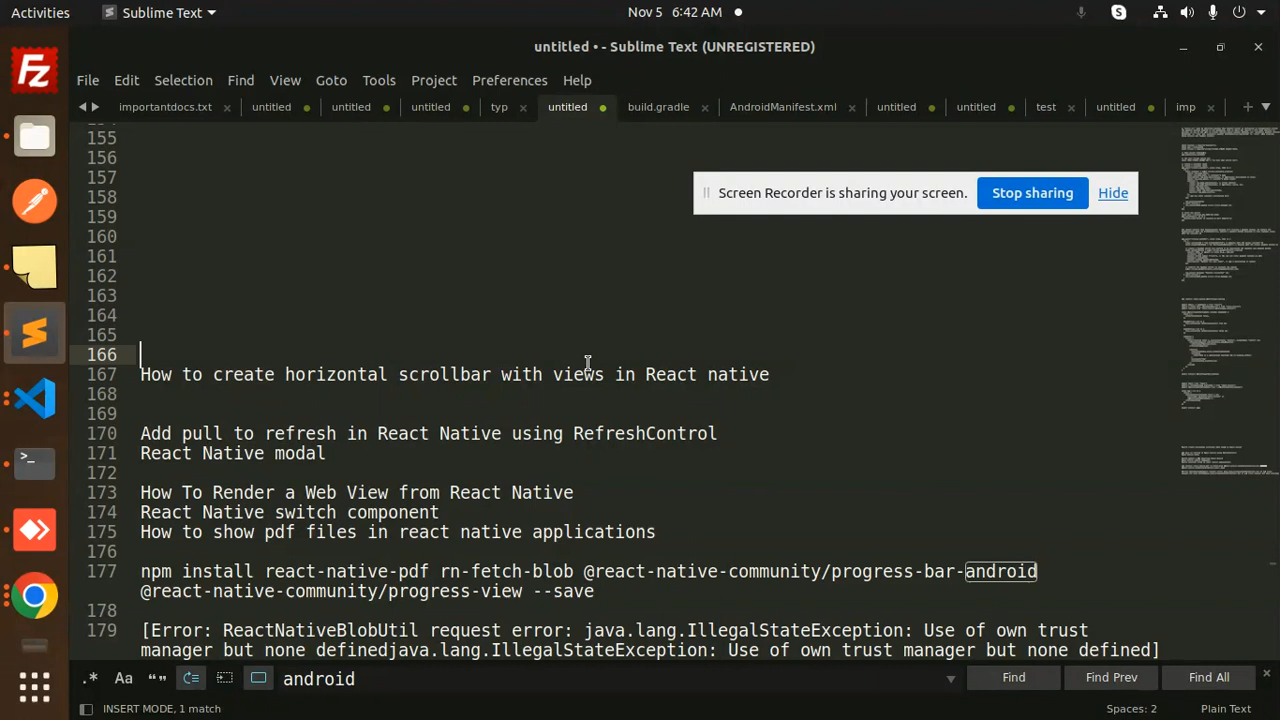 Activities
Sublime Text
Nov 5 6:42 AM
untitled • - Sublime Text (UNREGISTERED)
File Edit Selection Find View Goto Tools Project Preferences Help
importantdocs.txt untitled untitled untitled typ untitled build.gradle AndroidManifest.xml untitled untitled test untitled imp
155
156
157
158
159
160
161
162
163
164
165
166
167 How to create horizontal scrollbar with views in React native
168
169
170 Add pull to refresh in React Native using RefreshControl
171 React Native modal
172
173 How To Render a Web View from React Native
174 React Native switch component
175 How to show pdf files in react native applications
176
177 npm install react-native-pdf rn-fetch-blob @react-native-community/progress-bar-android
@react-native-community/progress-view --save
178
179 [Error: ReactNativeBlobUtil request error: java.lang.IllegalStateException: Use of own trust
manager but none definedjava.lang.IllegalStateException: Use of own trust manager but none defined]
Screen Recorder is sharing your screen. Stop sharing Hide
.* Aa “” android Find Find Prev Find All
INSERT MODE, 1 match Spaces: 2 Plain Text